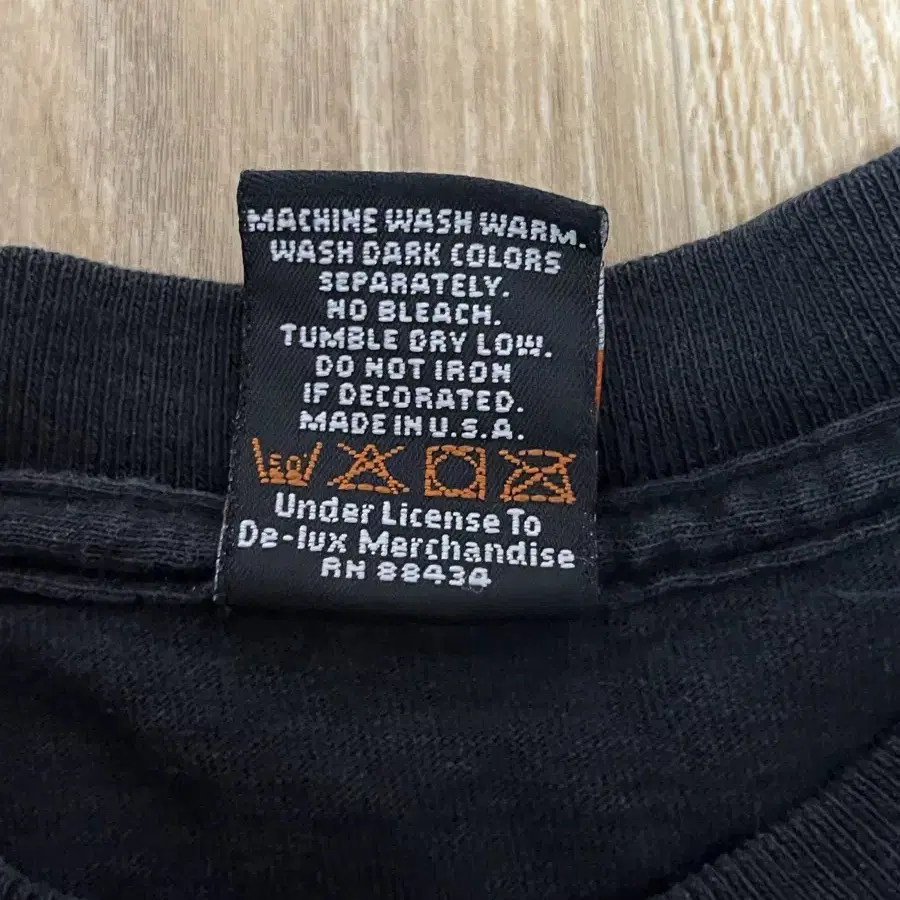 MACHINE WASH WARM.
WASH DARK COLORS
SEPARATELY.
NO BLEACH.
TUMBLE DRY LOW.
DO NOT IRON
IF DECORATED.
MADE IN U.S.A.
50°
Under License To
De-lux Merchandise
RN 88434